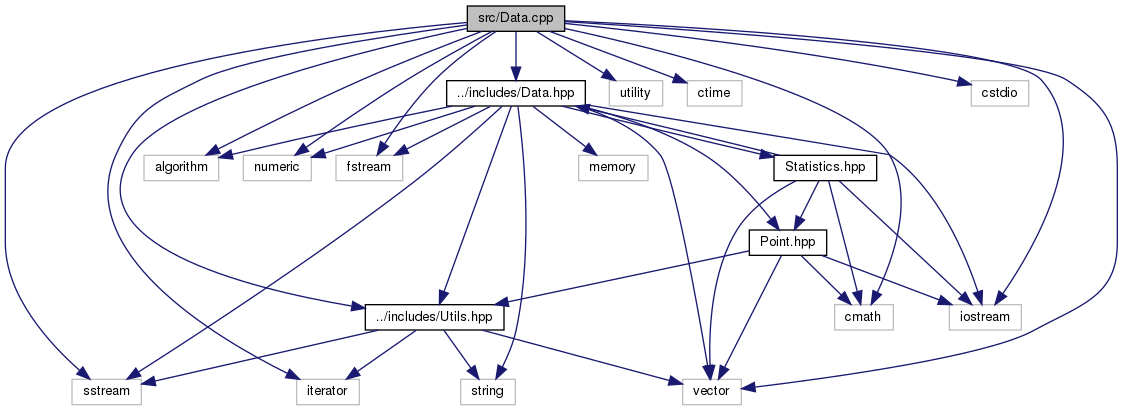 src/Data.cpp
../includes/Data.hpp
utility
ctime
cstdio
algorithm
numeric
fstream
memory
Statistics.hpp
Point.hpp
../includes/Utils.hpp
cmath
iostream
sstream
iterator
string
vector